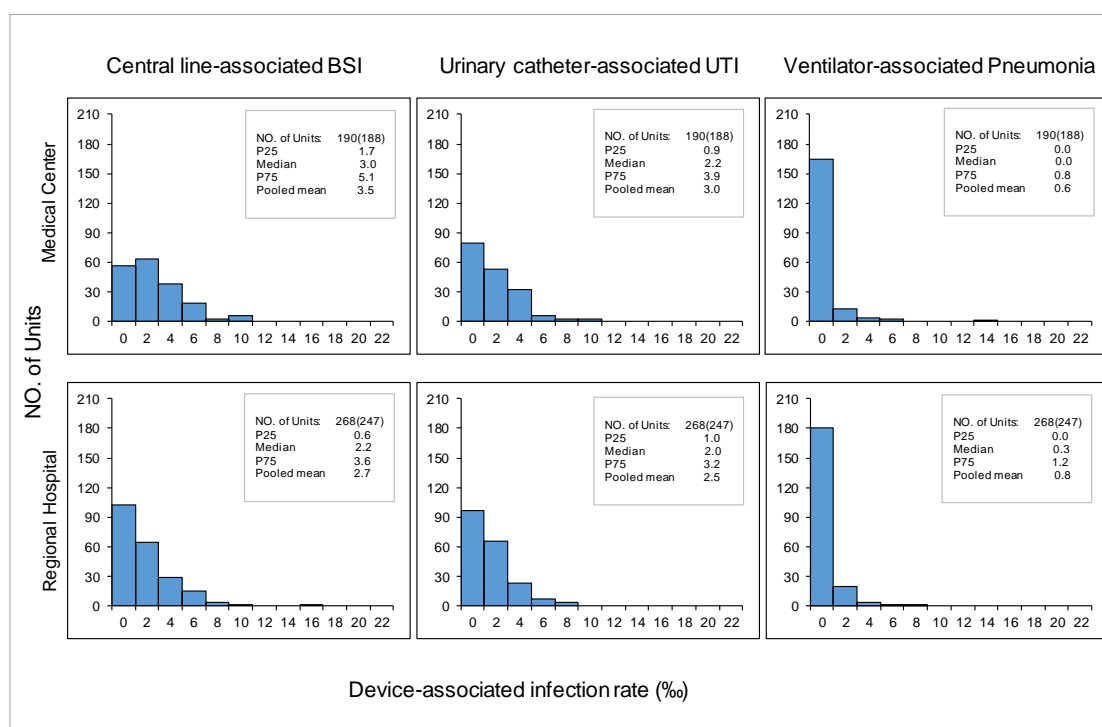 Central line-associated BSI
Urinary catheter-associated UTI
Ventilator-associated Pneumonia
NO. of Units
Medical Center
210
180
150
120
90
60
30
0
0 2 4 6 8 10 12 14 16 18 20 22
NO. of Units: 190(188)
P25 1.7
Median 3.0
P75 5.1
Pooled mean 3.5
210
180
150
120
90
60
30
0
0 2 4 6 8 10 12 14 16 18 20 22
NO. of Units: 190(188)
P25 0.9
Median 2.2
P75 3.9
Pooled mean 3.0
210
180
150
120
90
60
30
0
0 2 4 6 8 10 12 14 16 18 20 22
NO. of Units: 190(188)
P25 0.0
Median 0.0
P75 0.8
Pooled mean 0.6
Regional Hospital
210
180
150
120
90
60
30
0
0 2 4 6 8 10 12 14 16 18 20 22
NO. of Units: 268(247)
P25 0.6
Median 2.2
P75 3.6
Pooled mean 2.7
210
180
150
120
90
60
30
0
0 2 4 6 8 10 12 14 16 18 20 22
NO. of Units: 268(247)
P25 1.0
Median 2.0
P75 3.2
Pooled mean 2.5
210
180
150
120
90
60
30
0
0 2 4 6 8 10 12 14 16 18 20 22
NO. of Units: 268(247)
P25 0.0
Median 0.3
P75 1.2
Pooled mean 0.8
Device-associated infection rate (‰)